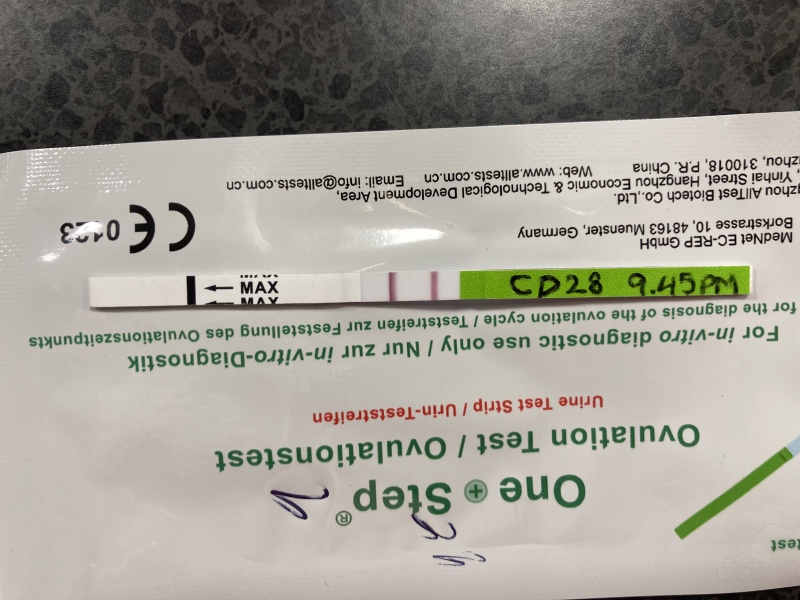 MAX
MAX
MAX
CD28 9.45PM
One + Step®
Ovulation Test / Ovulationstest
Urine Test Strip / Urin-Teststreifen
For in-vitro diagnostic use only / Nur zur in-vitro-Diagnostik
for the diagnosis of the ovulation cycle / Teststreifen zur Feststellung des Ovulationszeitpunkts
MedNet EC-REP GmbH
Borkstrasse 10, 48163 Muenster, Germany
CE 0123
zhou AllTest Biotech Co.,Ltd.
Yinhai Street, Hangzhou Economic & Technological Development Area,
zhou, 310018, P.R. China Web: www.alltests.com.cn Email: info@alltests.com.cn